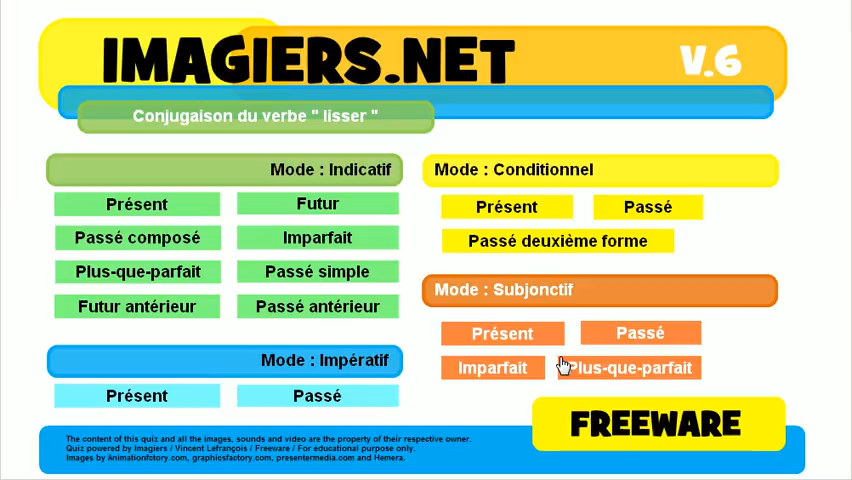 IMAGIERS.NET
V.6
Conjugaison du verbe " lisser "
Mode : Indicatif
Présent
Futur
Passé composé
Imparfait
Plus-que-parfait
Passé simple
Futur antérieur
Passé antérieur
Mode : Impératif
Présent
Passé
Mode : Conditionnel
Présent
Passé
Passé deuxième forme
Mode : Subjonctif
Présent
Passé
Imparfait
Plus-que-parfait
FREEWARE
The content of this quiz and all the images, sounds and video are the property of their respective owner.
Quiz powered by Imagiers / Vincent Lefrançois / Freeware / For educational purpose only.
Images by Animationfctory.com, graphicsfactory.com, presentermedia.com and Hemera.